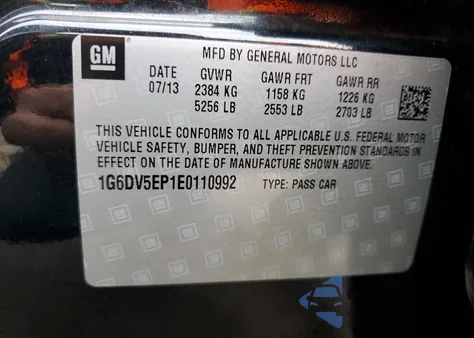 GM MFD BY GENERAL MOTORS LLC
DATE GVWR GAWR FRT GAWR RR
07/13 2384 KG 1158 KG 1226 KG
5256 LB 2553 LB 2703 LB
THIS VEHICLE CONFORMS TO ALL APPLICABLE U.S. FEDERAL MOTOR
VEHICLE SAFETY, BUMPER, AND THEFT PREVENTION STANDARDS IN
EFFECT ON THE DATE OF MANUFACTURE SHOWN ABOVE.
1G6DV5EP1E0110992 TYPE: PASS CAR